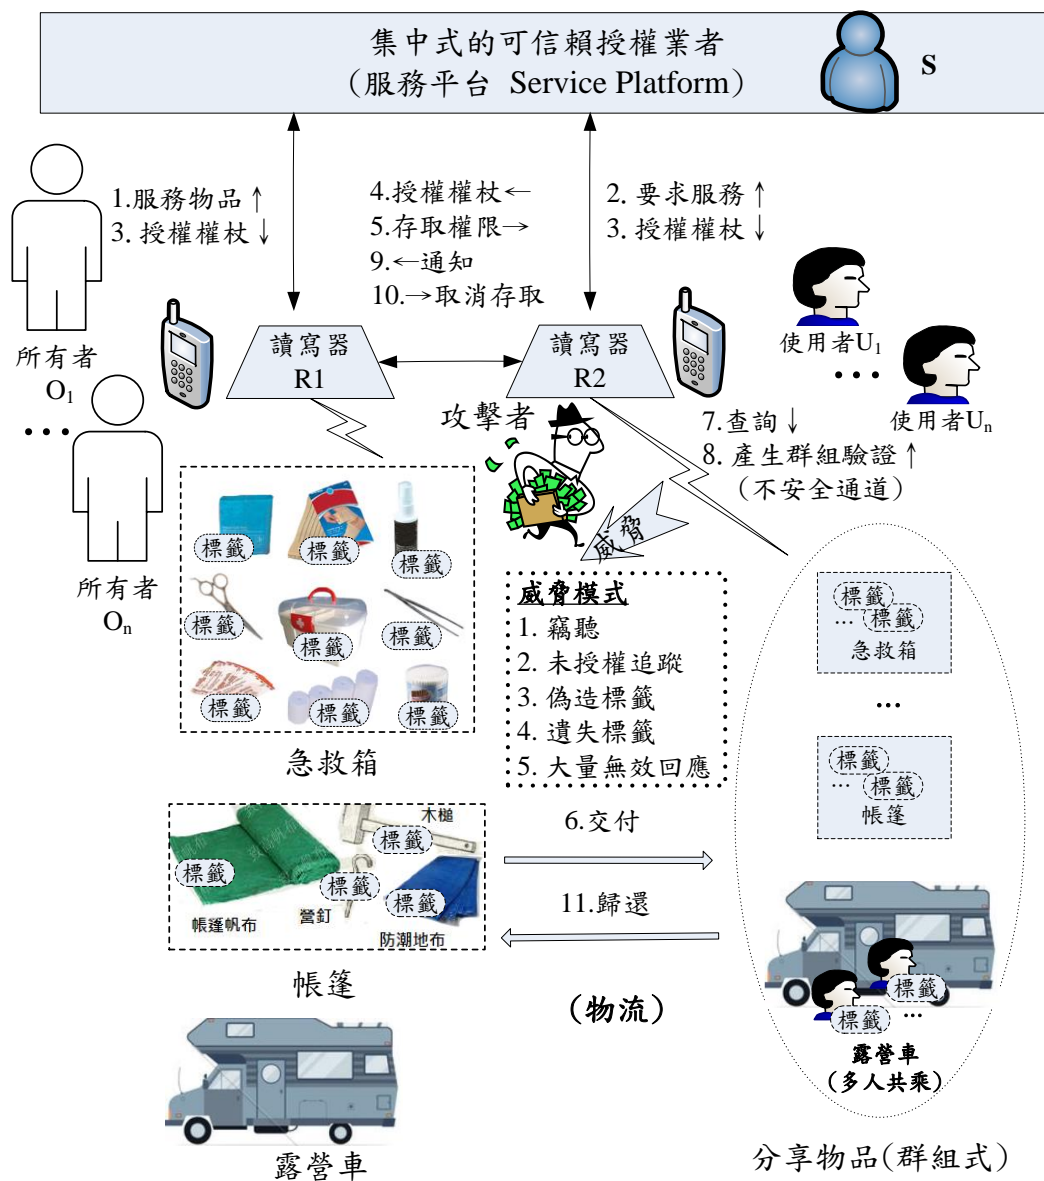 集中式的可信賴授權業者
（服務平台 Service Platform）
S
1.服務物品↑
3. 授權權杖↓
4.授權權杖←
5.存取權限→
9.←通知
10.→取消存取
2. 要求服務↑
3. 授權權杖↓
所有者
O1
讀寫器
R1
讀寫器
R2
使用者U1
...
使用者Un
攻擊者
7.查詢↓
8. 產生群組驗證↑
（不安全通道）
...
所有者
On
標籤
標籤
標籤
標籤
標籤
標籤
標籤
標籤
標籤
急救箱
威脅
威脅模式
1. 竊聽
2. 未授權追蹤
3. 偽造標籤
4. 遺失標籤
5. 大量無效回應
標籤
... 標籤
急救箱
...
標籤
... 標籤
帳篷
木槌
標籤
標籤
標籤
標籤
帳篷帆布
營釘
防潮地布
帳篷
6.交付
11.歸還
(物流)
標籤
標籤
...
露營車
(多人共乘)
露營車
分享物品(群組式)